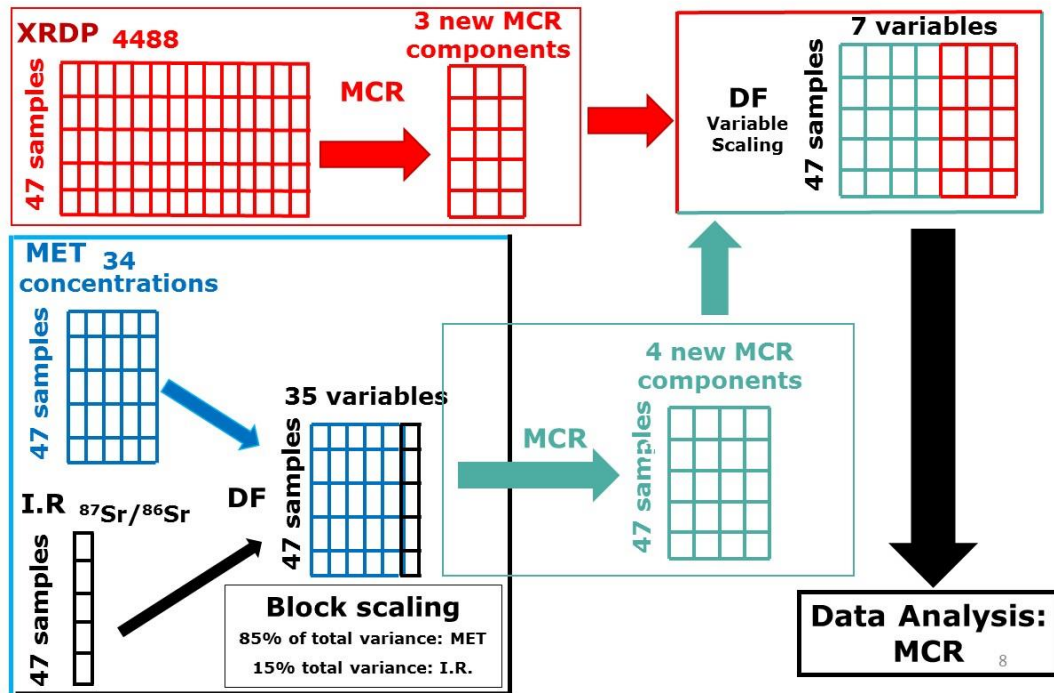 XRDP 4488
3 new MCR
components
47 samples
MCR
7 variables
DF
Variable
Scaling
47 samples
MET 34
concentrations
47 samples
I.R 87Sr/86Sr
47 samples
DF
35 variables
47 samples
Block scaling
85% of total variance: MET
15% total variance: I.R.
MCR
4 new MCR
components
47 samples
Data Analysis:
MCR
8